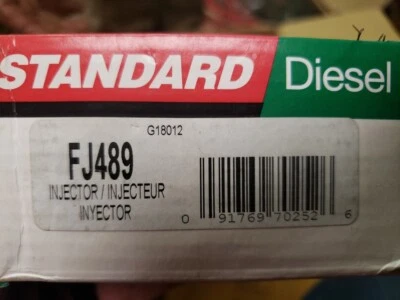 STANDARD Diesel
G18012
FJ489
INJECTOR / INJECTEUR
INYECTOR
0 91769 70252 6